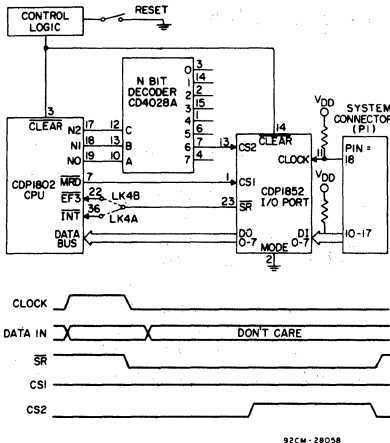 CONTROL
LOGIC
RESET
N BIT
DECODER
CD4028A
0 3
1 14
2 2
3 15
4 1
5 6
6 7
7 4
C
B
A
12
13
10
3
CLEAR
N2 17
N1 18
N0 19
MRD 7
EF3 22
INT 36
DATA
BUS
CDP1802
CPU
LK4B
LK4A
13
1
23
14
CLEAR
CS2
CS1
SR
CLOCK
CDP1852
I/O PORT
DO
0-7
DI
0-7
MODE
2
11
VDD
VDD
SYSTEM
CONNECTOR
(P1)
PIN =
18
10-17
CLOCK
DATA IN
DON'T CARE
SR
CS1
CS2
92CM-28058